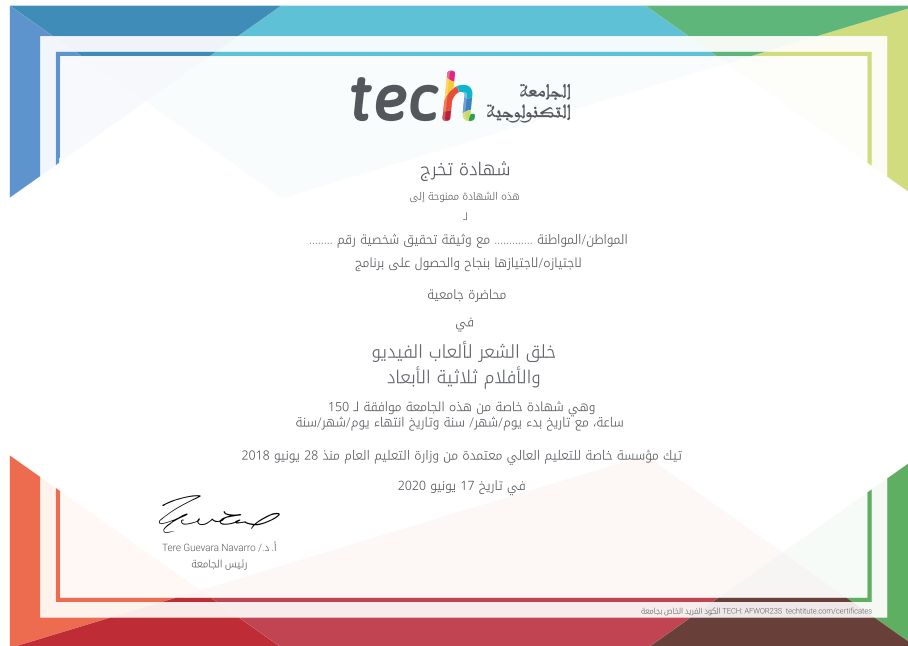 tech الجامعة
التكنولوجية
شهادة تخرج
هذه الشهادة ممنوحة إلى
لـ
المواطن/المواطنة ............. مع وثيقة تحقيق شخصية رقم ........
لاجتيازه/لاجتيازها بنجاح والحصول على برنامج
محاضرة جامعية
في
خلق الشعر لألعاب الفيديو
والأفلام ثلاثية الأبعاد
وهي شهادة خاصة من هذه الجامعة موافقة لـ 150
ساعة، مع تاريخ بدء يوم/شهر/ سنة وتاريخ انتهاء يوم/شهر/سنة
تيك مؤسسة خاصة للتعليم العالي معتمدة من وزارة التعليم العام منذ 28 يونيو 2018
في تاريخ 17 يونيو 2020
أ. د./ Tere Guevara Navarro
رئيس الجامعة
الكود الفريد الخاص بجامعة TECH: AFWOR23S techtitute.com/certificates